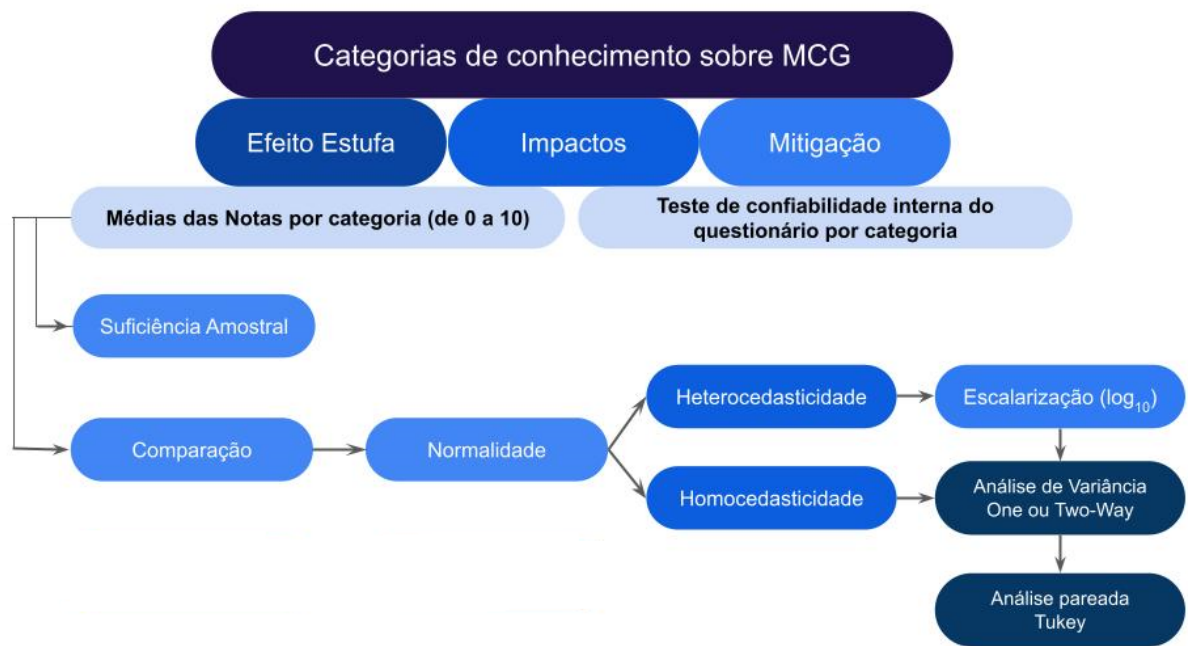 Categorias de conhecimento sobre MCG
Efeito Estufa
Impactos
Mitigação
Médias das Notas por categoria (de 0 a 10)
Teste de confiabilidade interna do
questionário por categoria
Suficiência Amostral
Comparação
Normalidade
Heterocedasticidade
Escalarização (log₁₀)
Homocedasticidade
Análise de Variância
One ou Two-Way
Análise pareada
Tukey